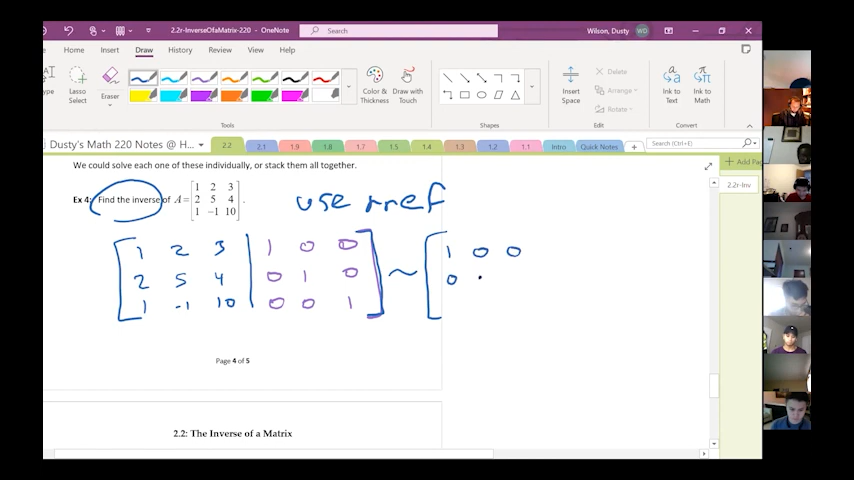 2.2r-InverseOfaMatrix-220 - OneNote
Search
Wilson, Dusty
WD
Home Insert Draw History Review View Help
Type
Lasso Select
Eraser
Color & Thickness
Draw with Touch
Insert Space
Delete
Arrange
Rotate
Ink to Text
Ink to Math
Tools
Shapes
Edit
Convert
Dusty's Math 220 Notes @ H...
2.2 2.1 1.9 1.8 1.7 1.5 1.4 1.3 1.2 1.1 Intro Quick Notes +
Search (Ctrl+E)
Add Pag
2.2r-Inv
We could solve each one of these individually, or stack them all together.
Ex 4: Find the inverse of A = [1 2 3
2 5 4
1 -1 10].
use rref
[1 2 3 | 1 0 0] ~ [1 0 0
2 5 4 | 0 1 0 0 .
1 -1 10 | 0 0 1
Page 4 of 5
2.2: The Inverse of a Matrix